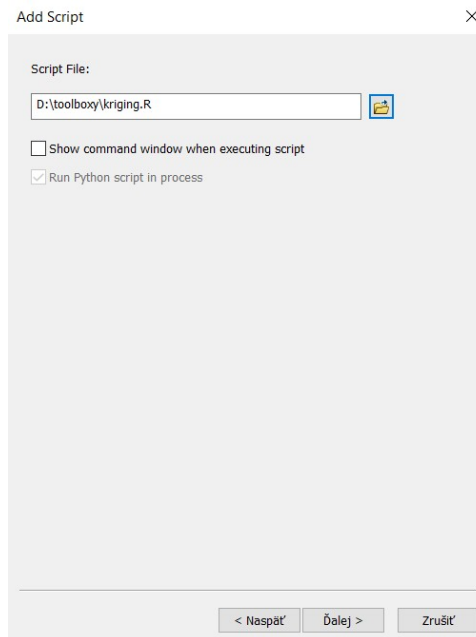 Add Script
Script File:
D:\toolboxy\kriging.R
Show command window when executing script
Run Python script in process
< Naspäť
Ďalej >
Zrušiť